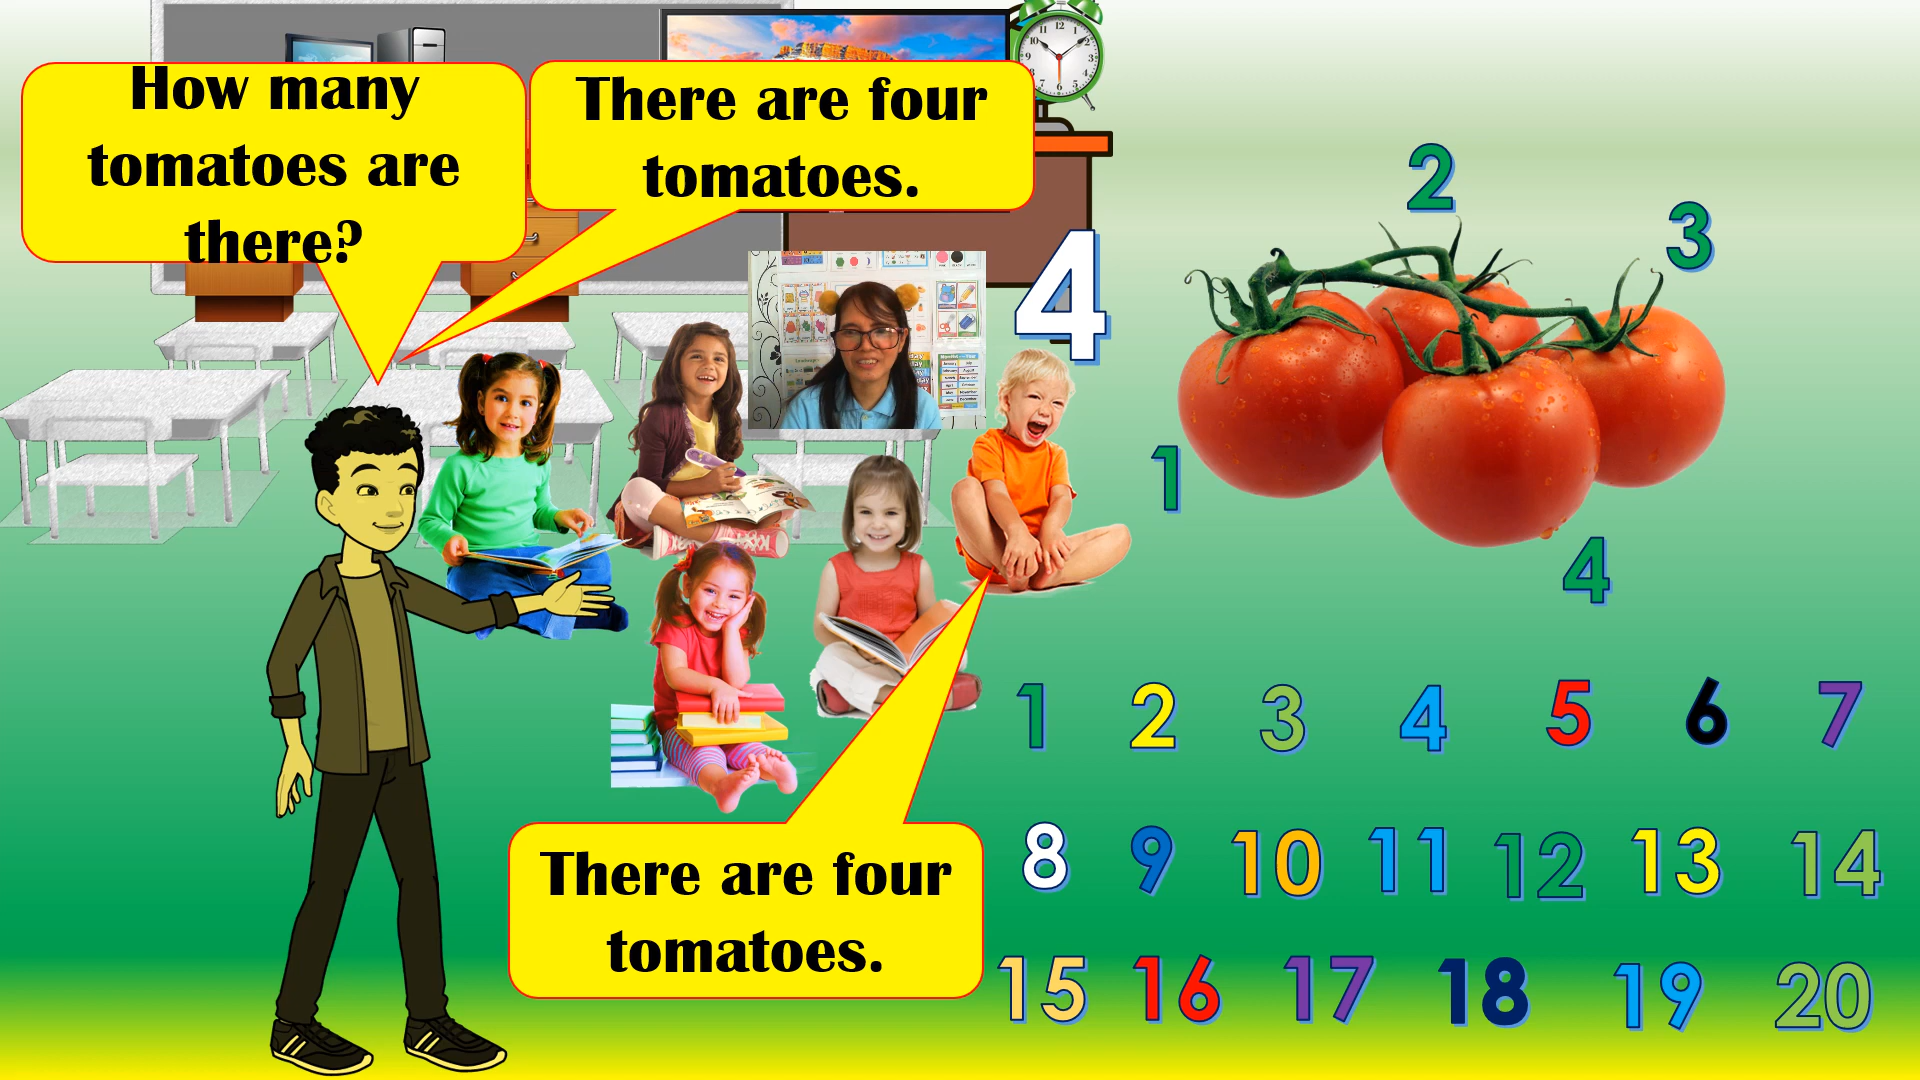 How many
tomatoes are
there?
There are four
tomatoes.
4
2
3
1
4
There are four
tomatoes.
1 2 3 4 5 6 7
8 9 10 11 12 13 14
15 16 17 18 19 20